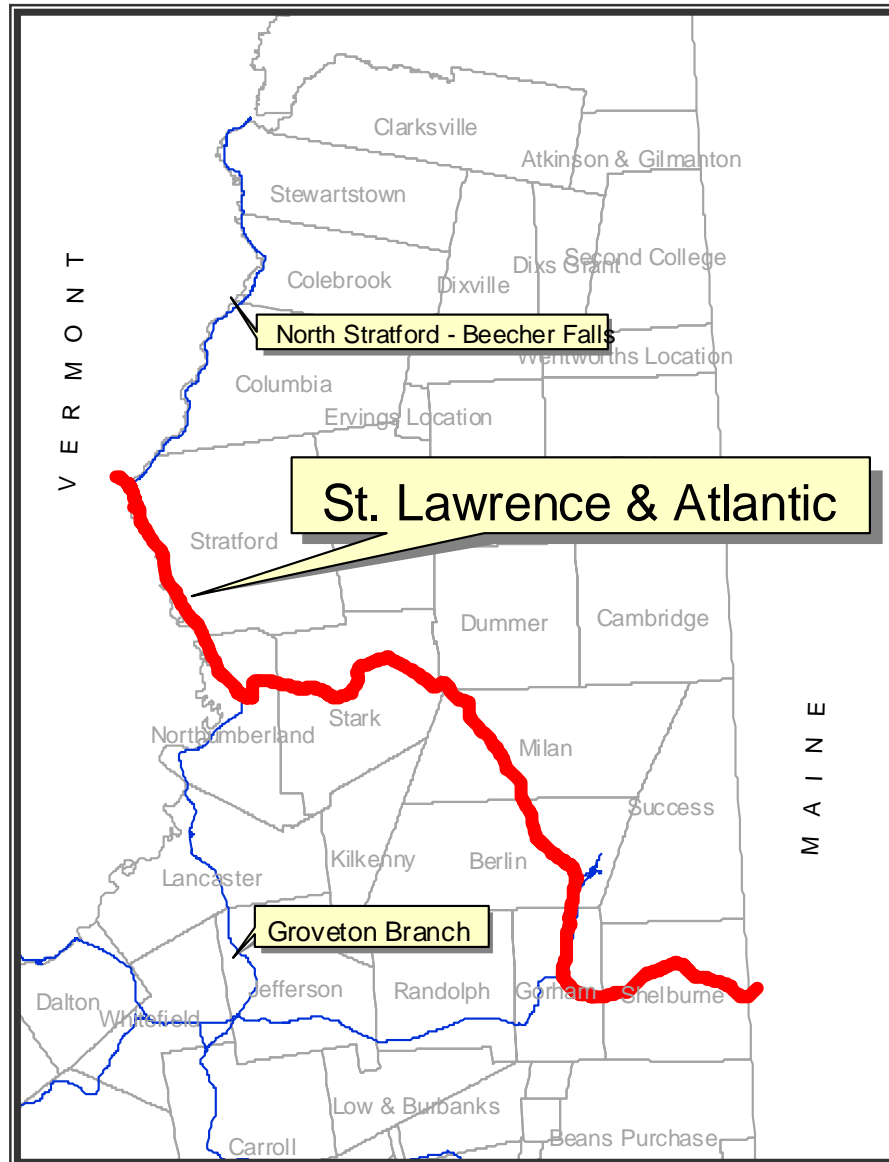 Clarksville
Atkinson & Gilmanton
Stewartstown
Second College
Dixs Grant
Colebrook
Dixville
VERMONT
North Stratford - Beecher Falls
Wentworths Location
Columbia
Ervings Location
St. Lawrence & Atlantic
Stratford
Dummer
Cambridge
Stark
Northumberland
Milan
MAINE
Success
Kilkenny
Berlin
Lancaster
Groveton Branch
Jefferson
Randolph
Gorham
Shelburne
Dalton
Whitefield
Low & Burbanks
Carroll
Beans Purchase